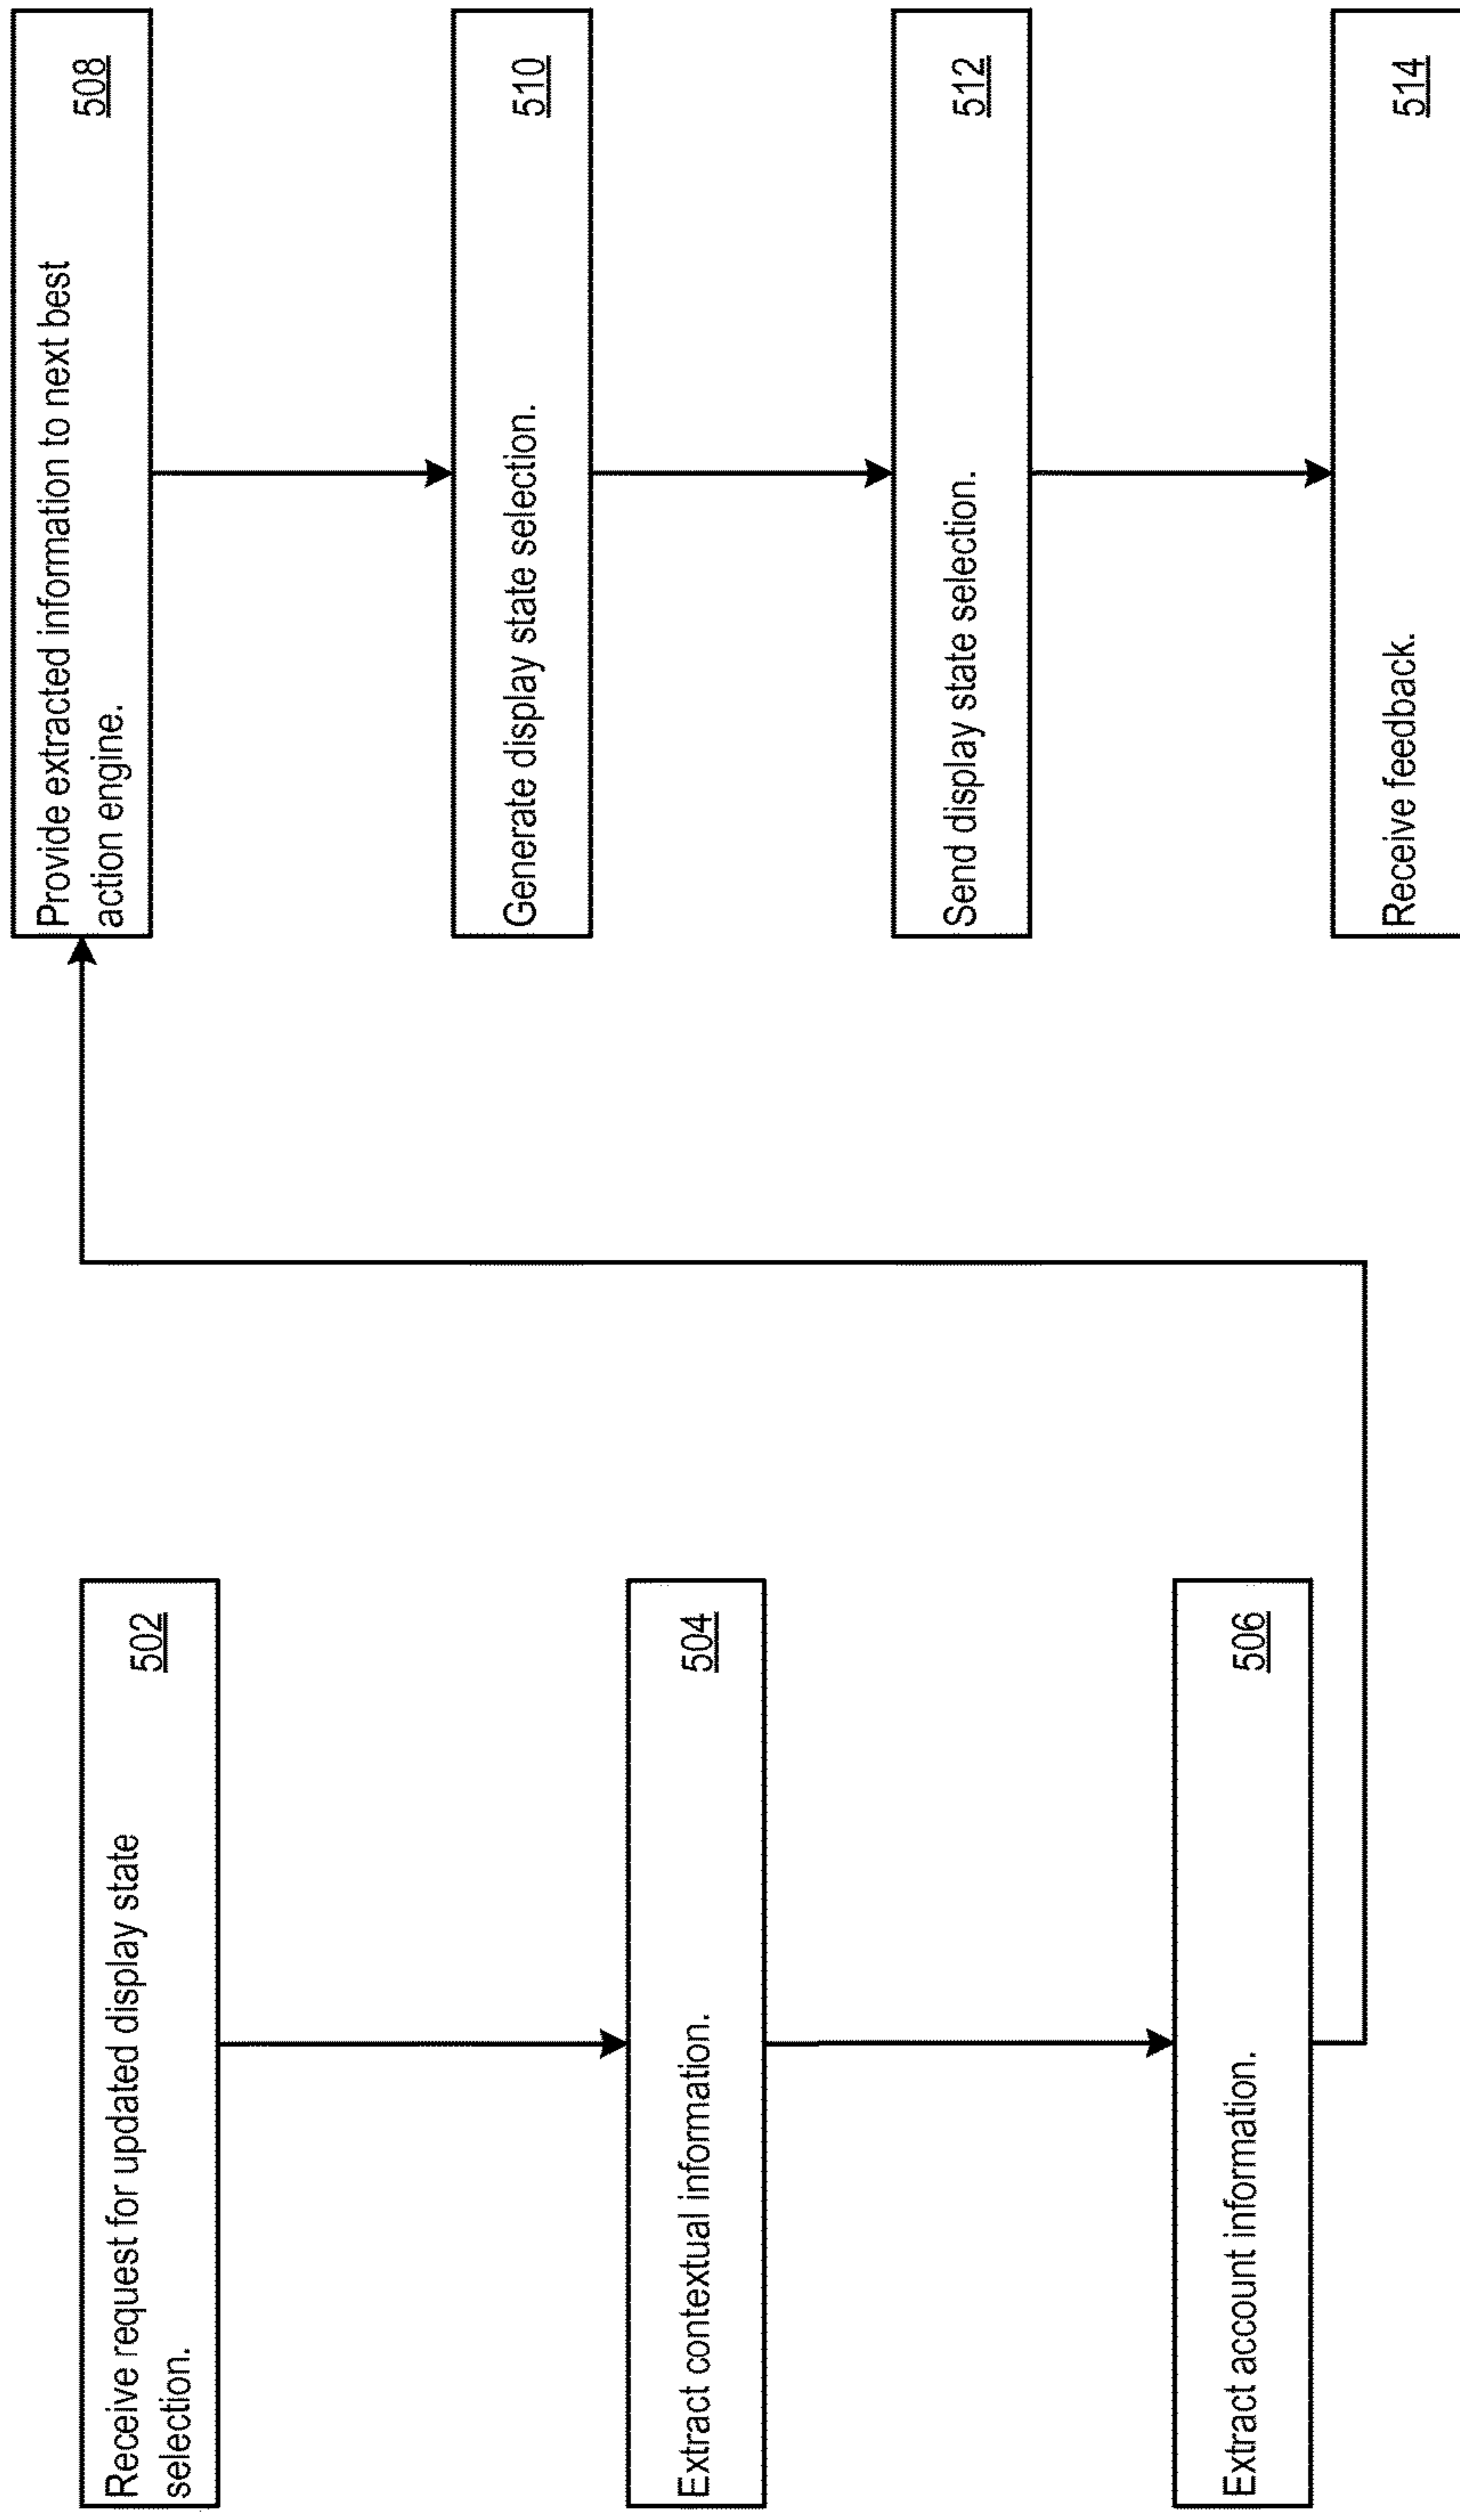 Receive request for updated display state
selection.
502
Extract contextual information.
504
Extract account information.
506
Provide extracted information to next best
action engine.
508
Generate display state selection.
510
Send display state selection.
512
Receive feedback.
514